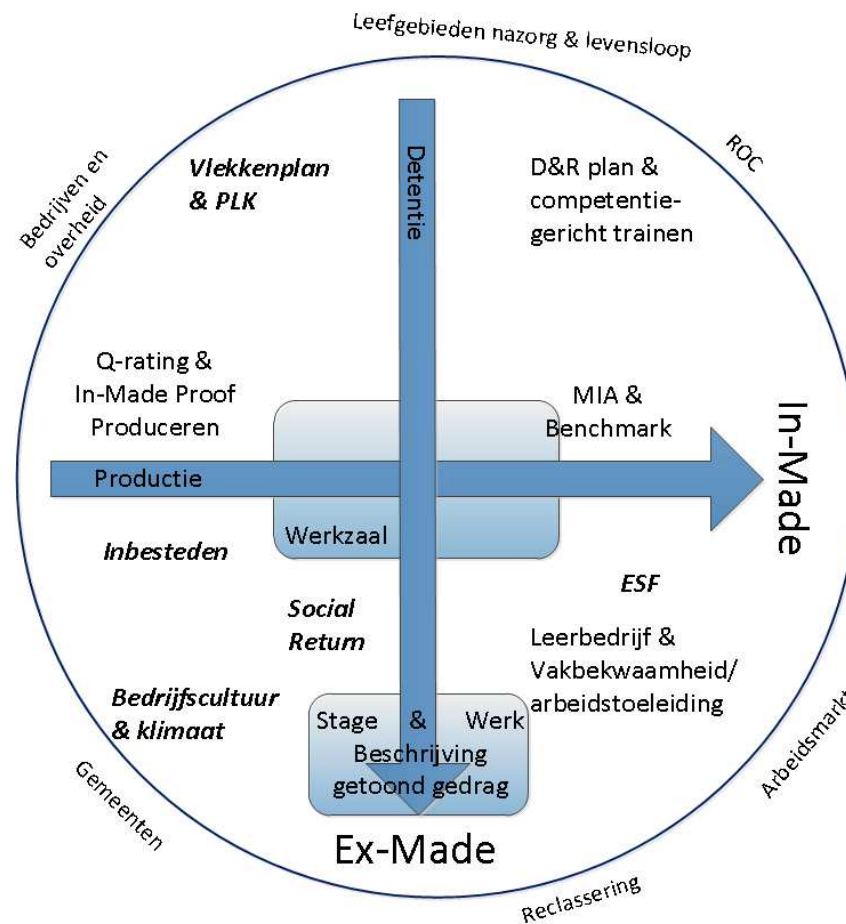 Leefgebieden nazorg & levensloop
ROC
Bedrijven en
overheid
Vlekkenplan
& PLK
Detentie
D&R plan &
competentie-
gericht trainen
Q-rating &
In-Made Proof
Produceren
MIA &
Benchmark
Productie
In-Made
Werkzaal
Inbesteden
ESF
Social
Return
Leerbedrijf &
Vakbekwaamheid/
arbeidstoeleiding
Bedrijfscultuur
& klimaat
Stage & Werk
Beschrijving
getoond gedrag
Arbeidsmarkt
Gemeenten
Ex-Made
Reclassering